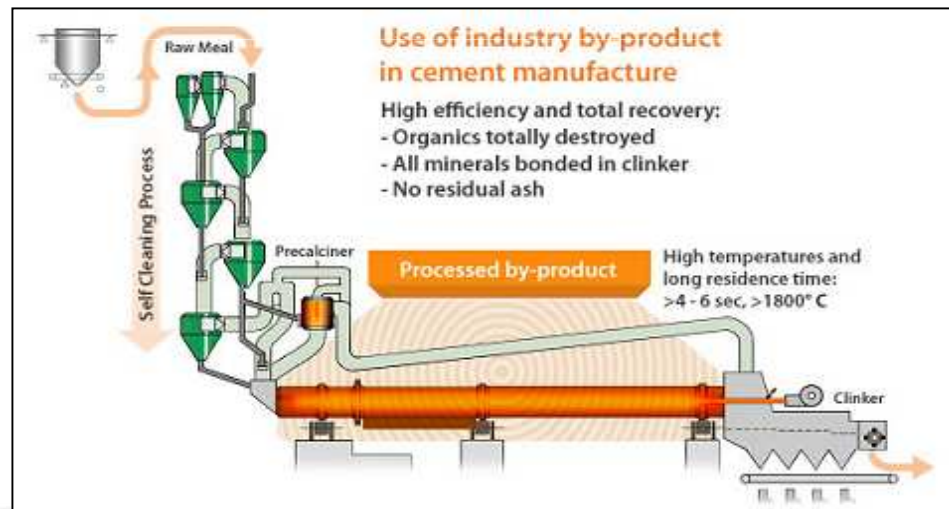 Use of industry by-product
in cement manufacture
High efficiency and total recovery:
- Organics totally destroyed
- All minerals bonded in clinker
- No residual ash
Raw Meal
Self Cleaning Process
Precalciner
Processed by-product
High temperatures and
long residence time:
>4 - 6 sec, >1800° C
Clinker